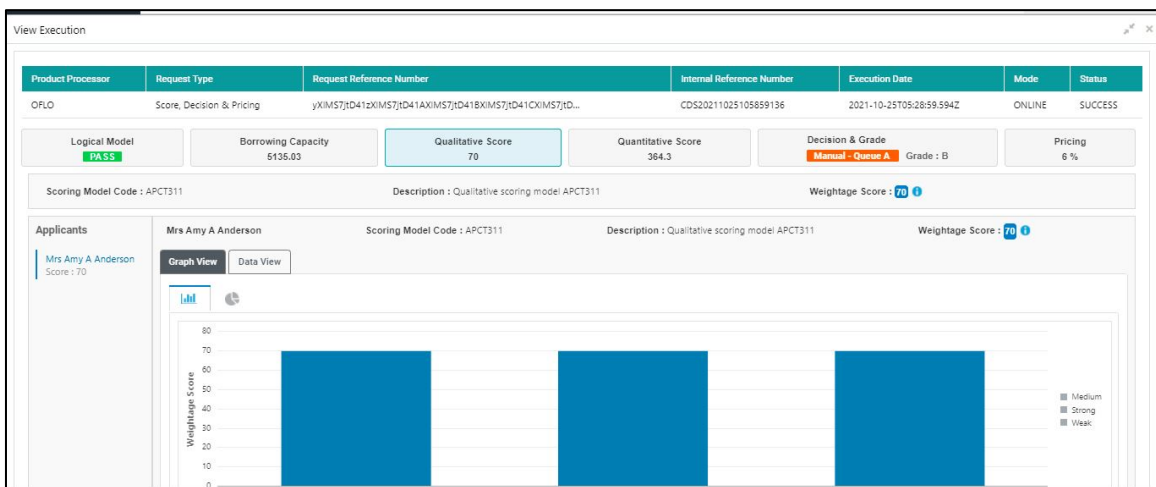 View Execution
Product Processor Request Type Request Reference Number Internal Reference Number Execution Date Mode Status
OFLO Score, Decision & Pricing yXIMS7jtD41zXIMS7jtD41AXIMS7jtD41BXIMS7jtD41CXIMS7jtD... CDS20211025105859136 2021-10-25T05:28:59.594Z ONLINE SUCCESS
Logical Model Borrowing Capacity Qualitative Score Quantitative Score Decision & Grade Pricing
PASS 5135.03 70 364.3 Manual - Queue A Grade : B 6 %
Scoring Model Code : APCT311 Description : Qualitative scoring model APCT311 Weightage Score : 70
Applicants Mrs Amy A Anderson Scoring Model Code : APCT311 Description : Qualitative scoring model APCT311 Weightage Score : 70
Mrs Amy A Anderson
Score : 70
Graph View Data View
Weightage Score
80
70
60
50
40
30
20
10
0
Medium
Strong
Weak